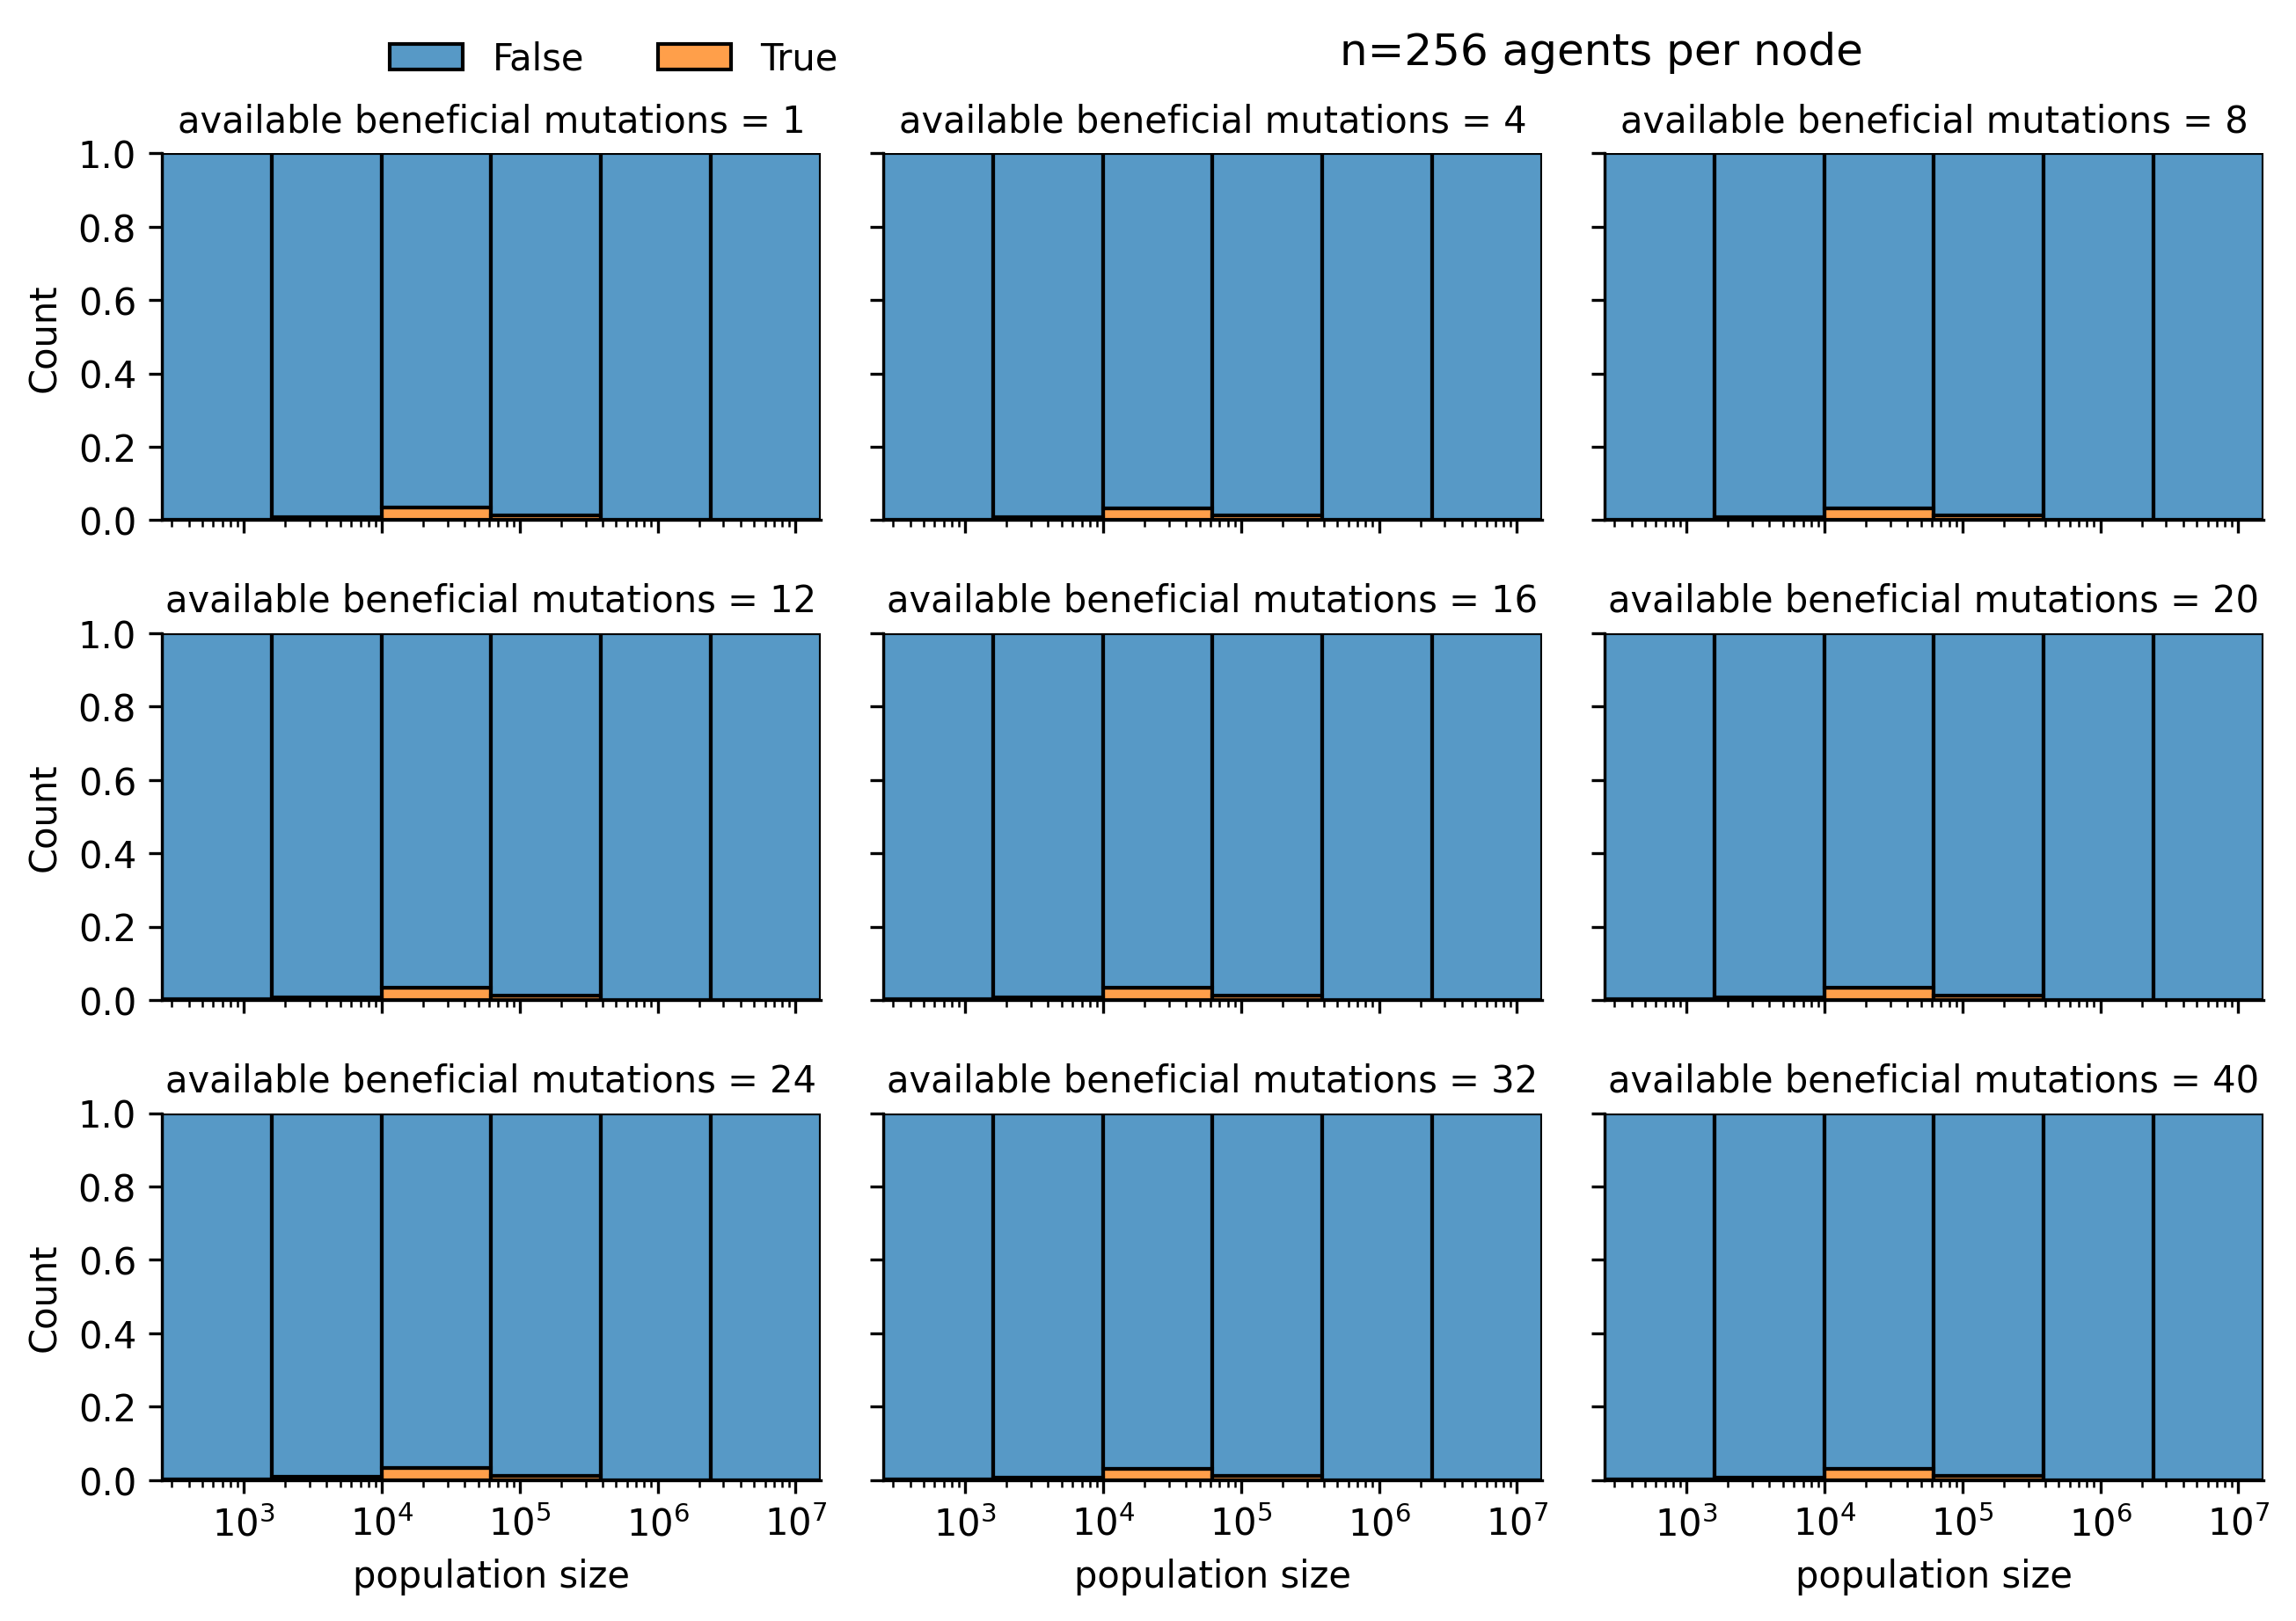 False True
n=256 agents per node
available beneficial mutations = 1
available beneficial mutations = 4
available beneficial mutations = 8
1.0
0.8
0.6
0.4
0.2
0.0
Count
available beneficial mutations = 12
available beneficial mutations = 16
available beneficial mutations = 20
1.0
0.8
0.6
0.4
0.2
0.0
Count
available beneficial mutations = 24
available beneficial mutations = 32
available beneficial mutations = 40
1.0
0.8
0.6
0.4
0.2
0.0
Count
10³ 10⁴ 10⁵ 10⁶ 10⁷
10³ 10⁴ 10⁵ 10⁶ 10⁷
10³ 10⁴ 10⁵ 10⁶ 10⁷
population size
population size
population size